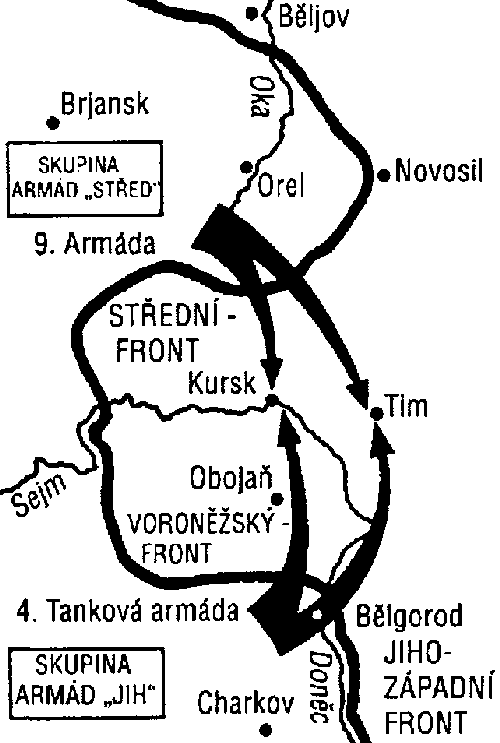 Běljov
Oka
Brjansk
SKUPINA
ARMÁD „STŘED"
Orel
Novosil
9. Armáda
STŘEDNÍ -
FRONT
Kursk
Tim
Sejm
Obojaň
VORONĚŽSKÝ -
FRONT
4. Tanková armáda
Bělgorod
SKUPINA
ARMÁD „JIH"
Doněc
JIHO-
ZÁPADNÍ
FRONT
Charkov